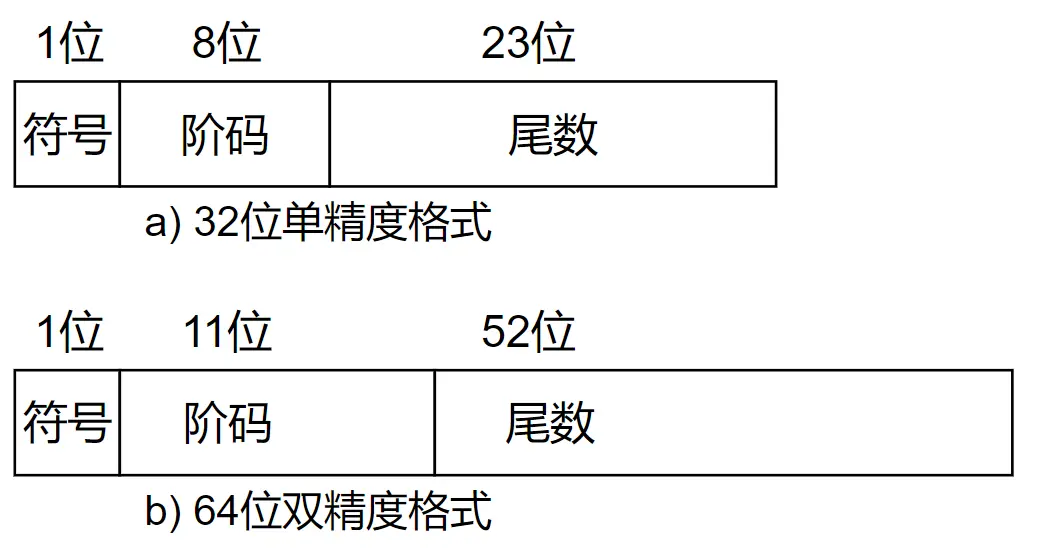 1位 8位 23位
符号 阶码 尾数
a) 32位单精度格式
1位 11位 52位
符号 阶码 尾数
b) 64位双精度格式